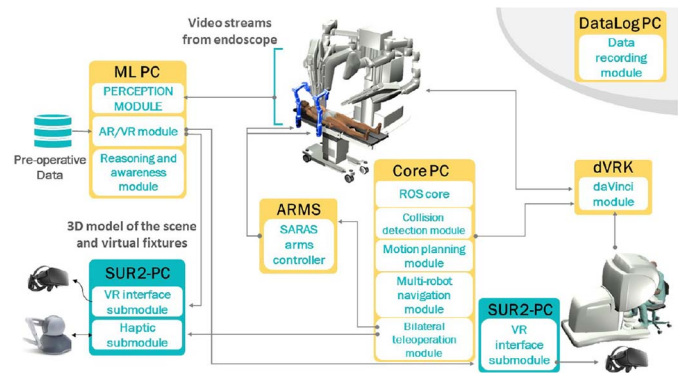 Video streams
from endoscope
DataLog PC
Data
recording
module
ML PC
PERCEPTION
MODULE
AR/VR module
Reasoning and
awareness module
Pre-operative
Data
3D model of the scene
and virtual fixtures
ARMS
SARAS
arms
controller
Core PC
ROS core
Collision
detection module
Motion planning
module
Multi-robot
navigation
module
Bilateral
teleoperation
module
dVRK
daVinci
module
SUR2-PC
VR interface
submodule
Haptic
submodule
SUR2-PC
VR
interface
submodule